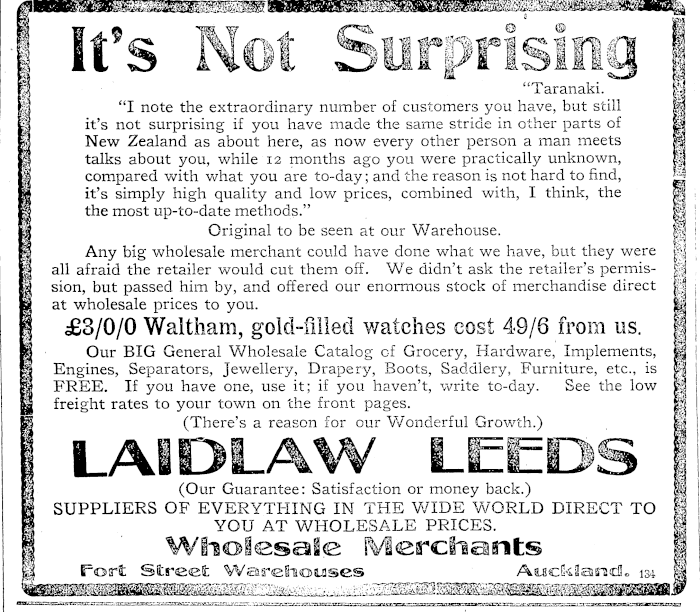 It's Not Surprising
"Taranaki.
"I note the extraordinary number of customers you have, but still
it's not surprising if you have made the same stride in other parts of
New Zealand as about here, as now every other person a man meets
talks about you, while 12 months ago you were practically unknown,
compared with what you are to-day; and the reason is not hard to find,
it's simply high quality and low prices, combined with, I think, the
the most up-to-date methods."
Original to be seen at our Warehouse.
Any big wholesale merchant could have done what we have, but they were
all afraid the retailer would cut them off. We didn't ask the retailer's permis-
sion, but passed him by, and offered our enormous stock of merchandise direct
at wholesale prices to you.
£3/0/0 Waltham, gold-filled watches cost 49/6 from us.
Our BIG General Wholesale Catalog of Grocery, Hardware, Implements,
Engines, Separators, Jewellery, Drapery, Boots, Saddlery, Furniture, etc., is
FREE. If you have one, use it; if you haven't, write to-day. See the low
freight rates to your town on the front pages.
(There's a reason for our Wonderful Growth.)
LAIDLAW LEEDS
(Our Guarantee: Satisfaction or money back.)
SUPPLIERS OF EVERYTHING IN THE WIDE WORLD DIRECT TO
YOU AT WHOLESALE PRICES.
Wholesale Merchants
Fort Street Warehouses Auckland. 134